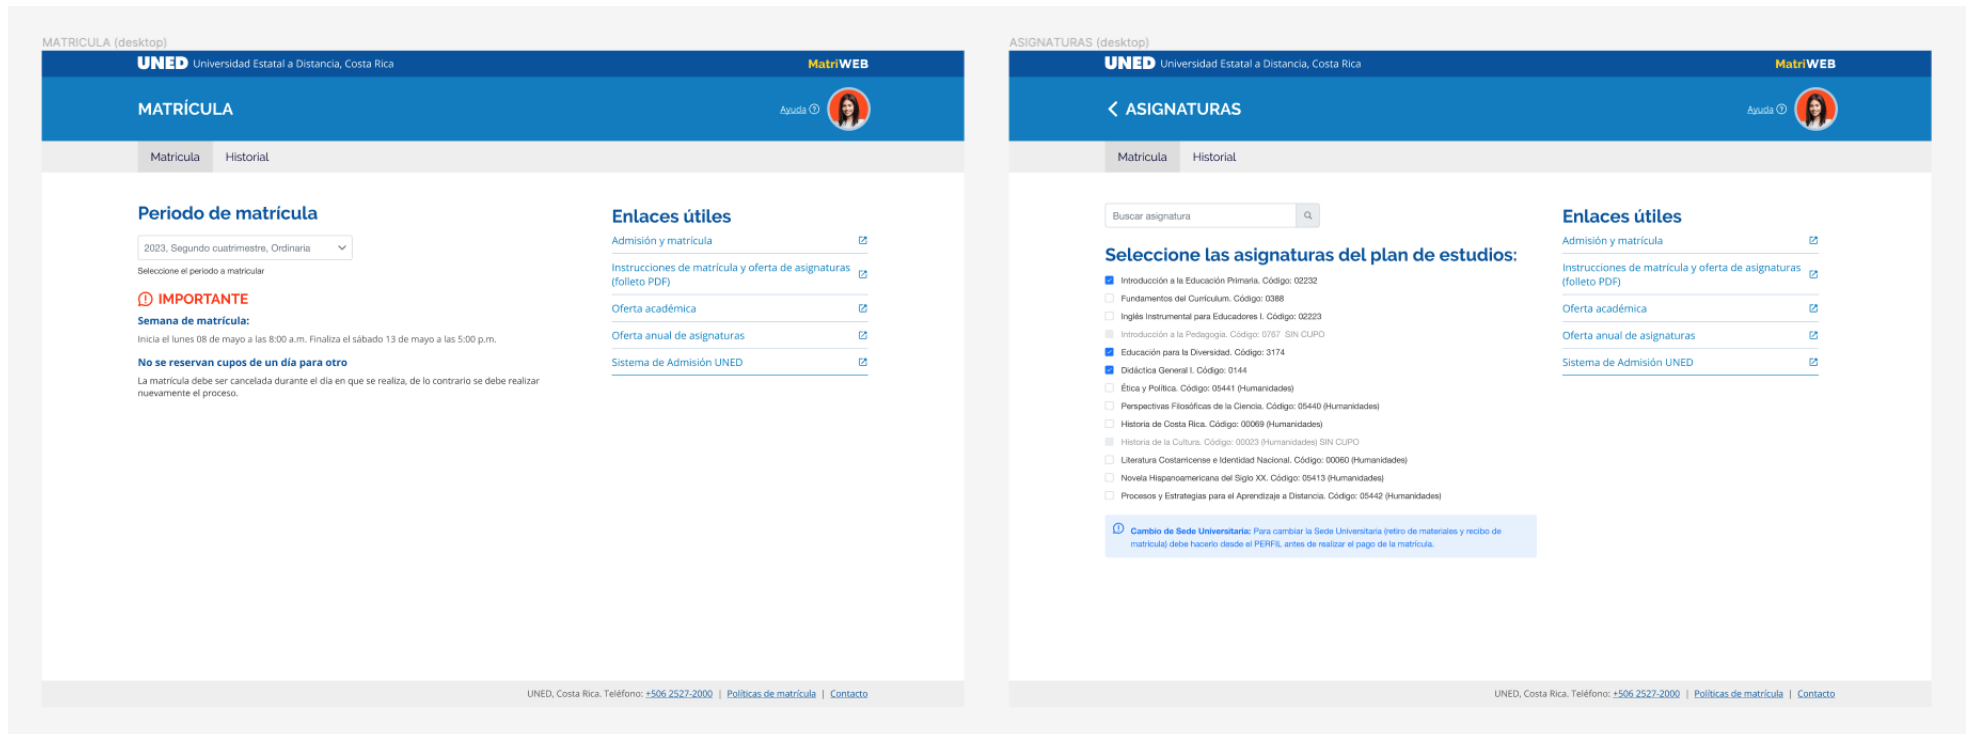 MATRICULA (desktop)
UNED Universidad Estatal a Distancia, Costa Rica
MatriWEB
MATRÍCULA
Ayuda
Matricula
Historial
Periodo de matrícula
2023, Segundo cuatrimestre, Ordinaria
Seleccione el periodo a matricular
IMPORTANTE
Semana de matrícula:
Inicia el lunes 08 de mayo a las 8:00 a.m. Finaliza el sábado 13 de mayo a las 5:00 p.m.
No se reservan cupos de un día para otro
La matrícula debe ser cancelada durante el día en que se realiza, de lo contrario se debe realizar
nuevamente el proceso.
Enlaces útiles
Admisión y matrícula
Instrucciones de matrícula y oferta de asignaturas
(folleto PDF)
Oferta académica
Oferta anual de asignaturas
Sistema de Admisión UNED
UNED, Costa Rica. Teléfono: +506 2527-2000 | Políticas de matrícula | Contacto
ASIGNATURAS (desktop)
UNED Universidad Estatal a Distancia, Costa Rica
MatriWEB
ASIGNATURAS
Ayuda
Matricula
Historial
Buscar asignatura
Seleccione las asignaturas del plan de estudios:
Introducción a la Educación Primaria. Código: 02232
Fundamentos del Curriculum. Código: 0388
Inglés Instrumental para Educadores I. Código: 02223
Introducción a la Pedagogía. Código: 0767 SIN CUPO
Educación para la Diversidad. Código: 3174
Didáctica General I. Código: 0144
Ética y Política. Código: 05441 (Humanidades)
Perspectivas Filosóficas de la Ciencia. Código: 05440 (Humanidades)
Historia de Costa Rica. Código: 00069 (Humanidades)
Historia de la Cultura. Código: 00023 (Humanidades) SIN CUPO
Literatura Costarricense e Identidad Nacional. Código: 00060 (Humanidades)
Novela Hispanoamericana del Siglo XX. Código: 05413 (Humanidades)
Procesos y Estrategias para el Aprendizaje a Distancia. Código: 05442 (Humanidades)
Cambio de Sede Universitaria: Para cambiar la Sede Universitaria (retiro de materiales y recibo de
matrícula) debe hacerlo desde el PERFIL antes de realizar el pago de la matrícula.
Enlaces útiles
Admisión y matrícula
Instrucciones de matrícula y oferta de asignaturas
(folleto PDF)
Oferta académica
Oferta anual de asignaturas
Sistema de Admisión UNED
UNED, Costa Rica. Teléfono: +506 2527-2000 | Políticas de matrícula | Contacto